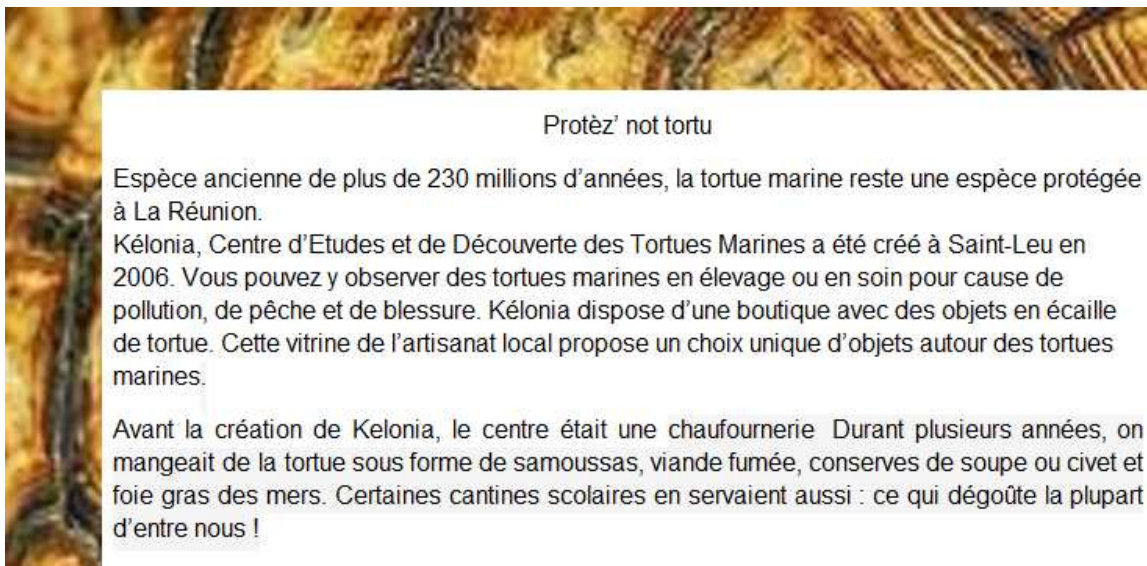 Protèz’ not tortu
Espèce ancienne de plus de 230 millions d’années, la tortue marine reste une espèce protégée
à La Réunion.
Kélonia, Centre d’Etudes et de Découverte des Tortues Marines a été créé à Saint-Leu en
2006. Vous pouvez y observer des tortues marines en élevage ou en soin pour cause de
pollution, de pêche et de blessure. Kélonia dispose d’une boutique avec des objets en écaille
de tortue. Cette vitrine de l’artisanat local propose un choix unique d’objets autour des tortues
marines.
Avant la création de Kelonia, le centre était une chaufournerie Durant plusieurs années, on
mangeait de la tortue sous forme de samoussas, viande fumée, conserves de soupe ou civet et
foie gras des mers. Certaines cantines scolaires en servaient aussi : ce qui dégoûte la plupart
d’entre nous !